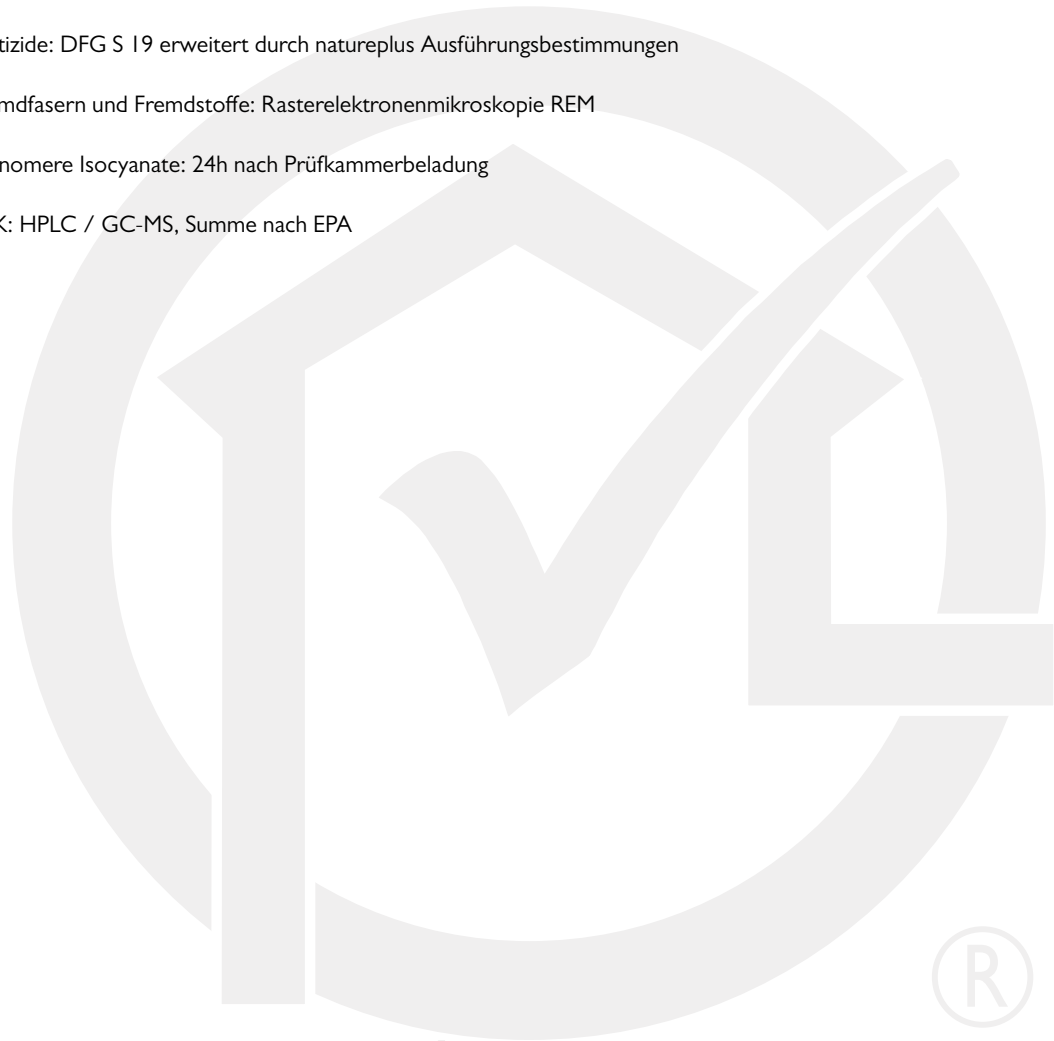 tizide: DFG S 19 erweitert durch natureplus Ausführungsbestimmungen
mdfasern und Fremdstoffe: Rasterelektronenmikroskopie REM
nomere Isocyanate: 24h nach Prüfkammerbeladung
K: HPLC / GC-MS, Summe nach EPA
®